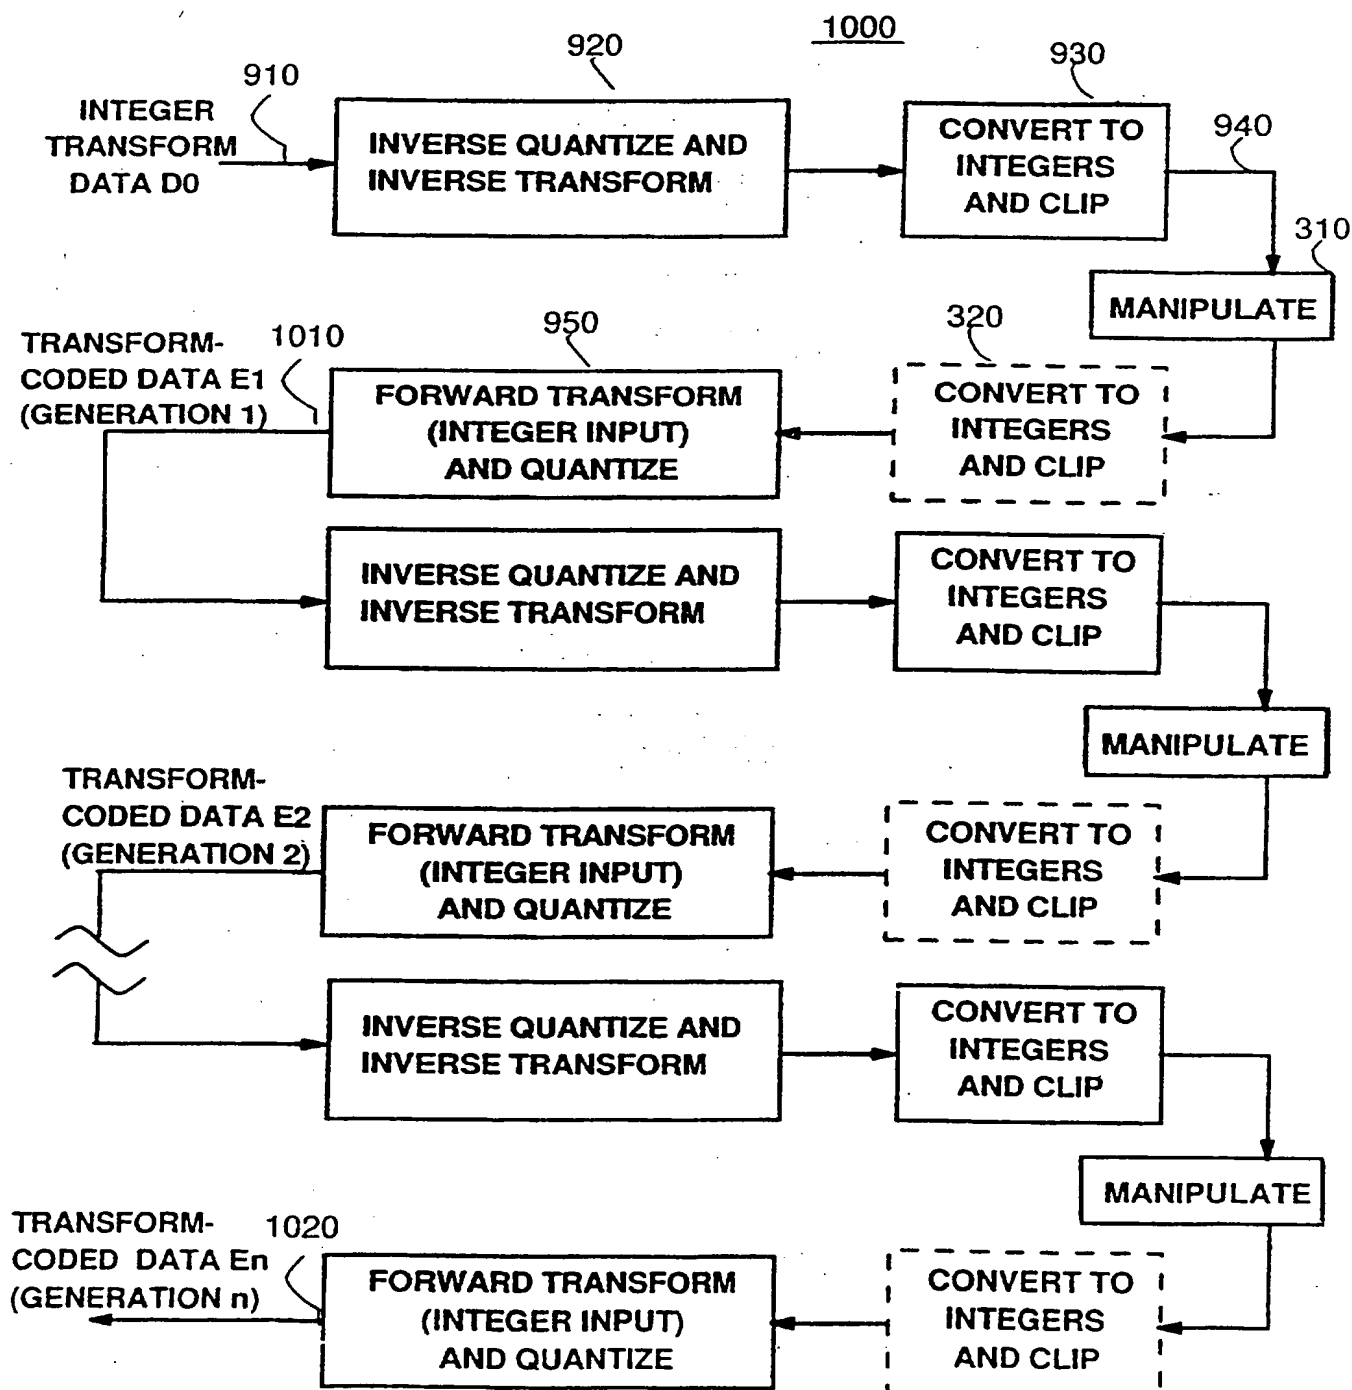 1000
910
920
930
940
INTEGER
TRANSFORM
DATA D0
INVERSE QUANTIZE AND
INVERSE TRANSFORM
CONVERT TO
INTEGERS
AND CLIP
310
MANIPULATE
TRANSFORM-
CODED DATA E1
(GENERATION 1)
1010
950
320
FORWARD TRANSFORM
(INTEGER INPUT)
AND QUANTIZE
CONVERT TO
INTEGERS
AND CLIP
INVERSE QUANTIZE AND
INVERSE TRANSFORM
CONVERT TO
INTEGERS
AND CLIP
MANIPULATE
TRANSFORM-
CODED DATA E2
(GENERATION 2)
FORWARD TRANSFORM
(INTEGER INPUT)
AND QUANTIZE
CONVERT TO
INTEGERS
AND CLIP
INVERSE QUANTIZE AND
INVERSE TRANSFORM
CONVERT TO
INTEGERS
AND CLIP
MANIPULATE
TRANSFORM-
CODED DATA En
(GENERATION n)
1020
FORWARD TRANSFORM
(INTEGER INPUT)
AND QUANTIZE
CONVERT TO
INTEGERS
AND CLIP